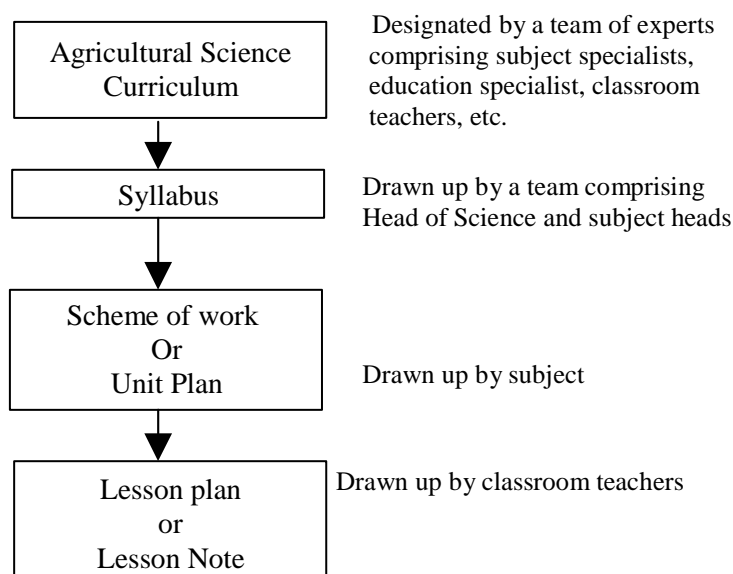 Agricultural Science
Curriculum
Designated by a team of experts
comprising subject specialists,
education specialist, classroom
teachers, etc.
Syllabus
Drawn up by a team comprising
Head of Science and subject heads
Scheme of work
Or
Unit Plan
Drawn up by subject
Lesson plan
or
Lesson Note
Drawn up by classroom teachers